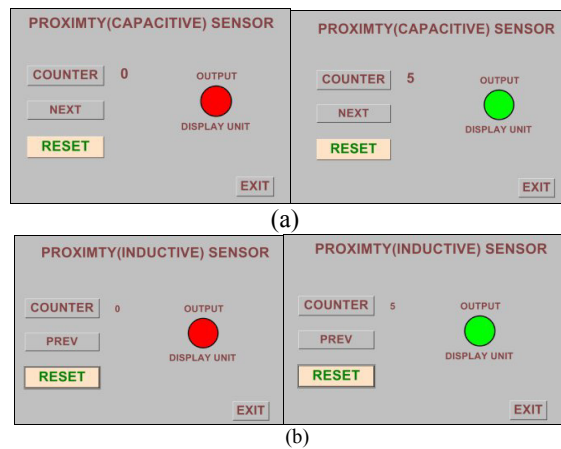 PROXIMTY(CAPACITIVE) SENSOR
COUNTER 0
OUTPUT
NEXT
DISPLAY UNIT
RESET
EXIT
PROXIMTY(CAPACITIVE) SENSOR
COUNTER 5
OUTPUT
NEXT
DISPLAY UNIT
RESET
EXIT
(a)
PROXIMTY(INDUCTIVE) SENSOR
COUNTER 0
OUTPUT
PREV
DISPLAY UNIT
RESET
EXIT
PROXIMTY(INDUCTIVE) SENSOR
COUNTER 5
OUTPUT
PREV
DISPLAY UNIT
RESET
EXIT
(b)